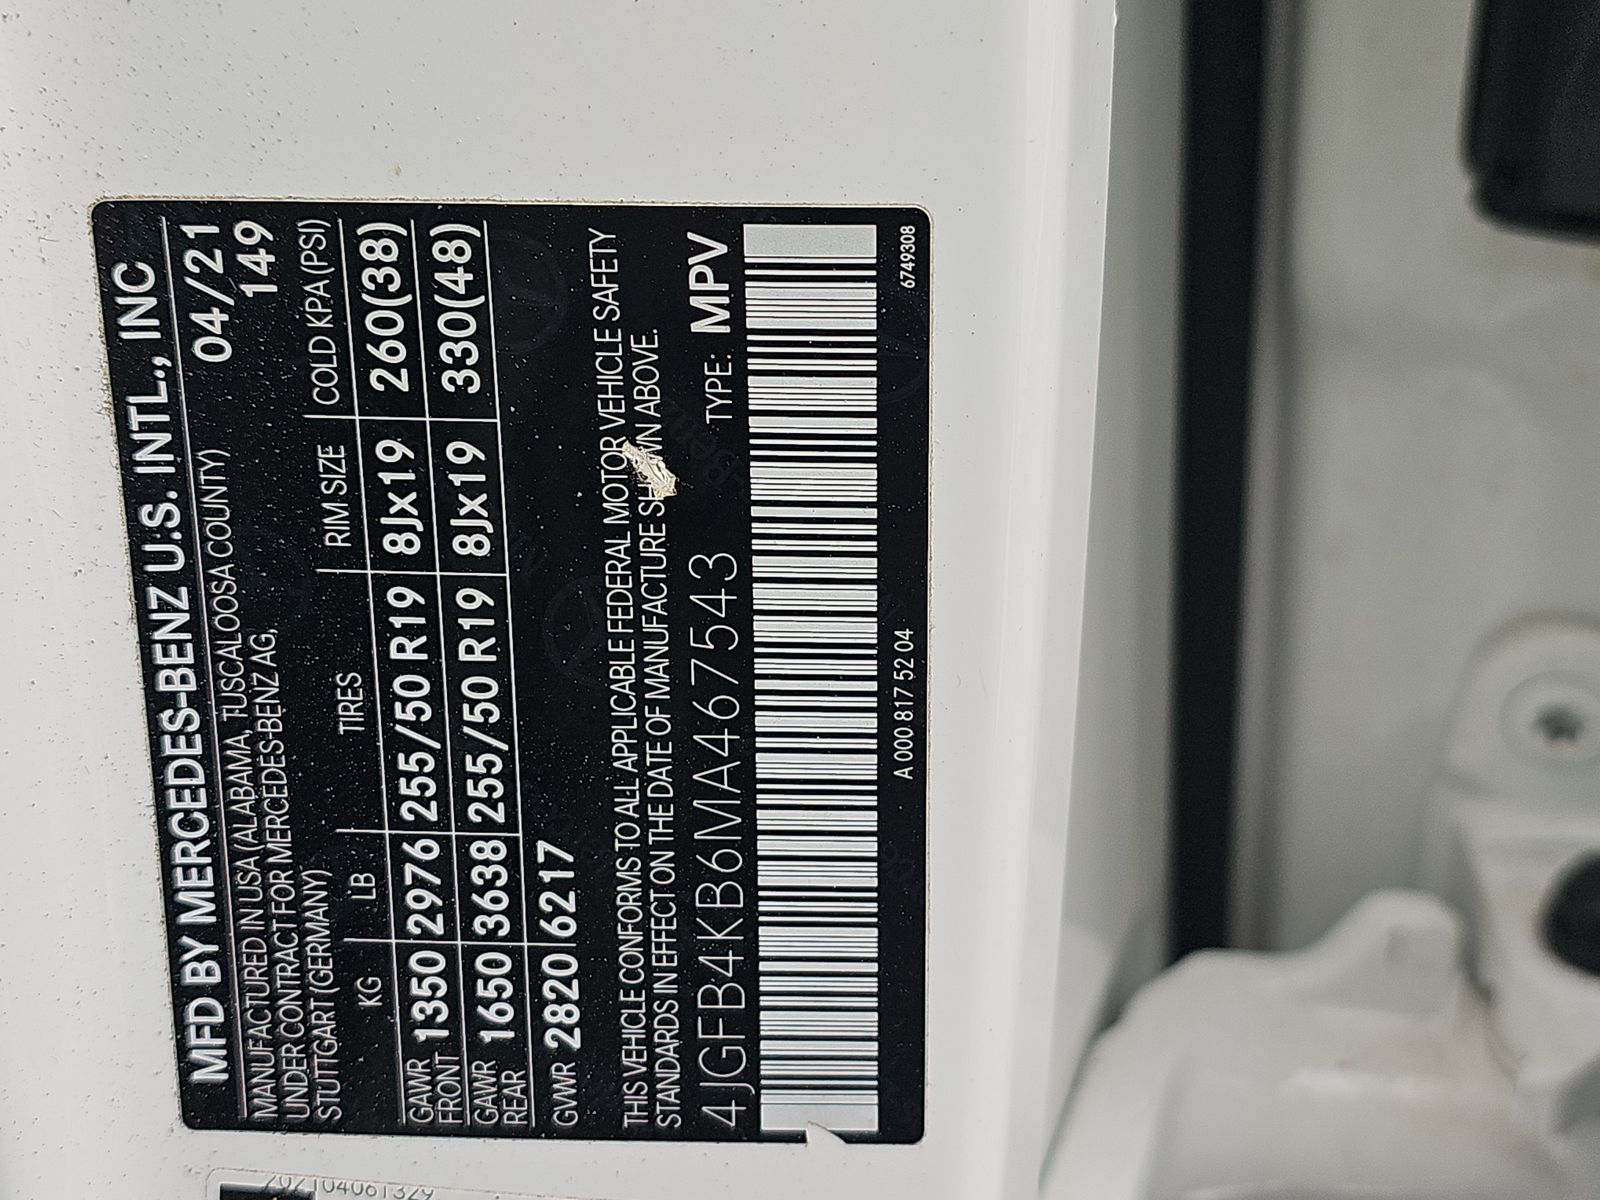 MFD BY MERCEDES-BENZ U.S. INTL., INC
MANUFACTURED IN USA (ALABAMA, TUSCALOOSA COUNTY) 04/21
UNDER CONTRACT FOR MERCEDES-BENZ AG, 149
STUTTGART (GERMANY)
KG LB TIRES RIM SIZE COLD KPA (PSI)
GAWR FRONT 1350 2976 255/50 R19 8Jx19 260(38)
GAWR REAR 1650 3638 255/50 R19 8Jx19 330(48)
GVWR 2820 6217
THIS VEHICLE CONFORMS TO ALL APPLICABLE FEDERAL MOTOR VEHICLE SAFETY
STANDARDS IN EFFECT ON THE DATE OF MANUFACTURE SHOWN ABOVE.
4JGFB4KB6MA467543 TYPE: MPV
A 000 817 52 04 6749308